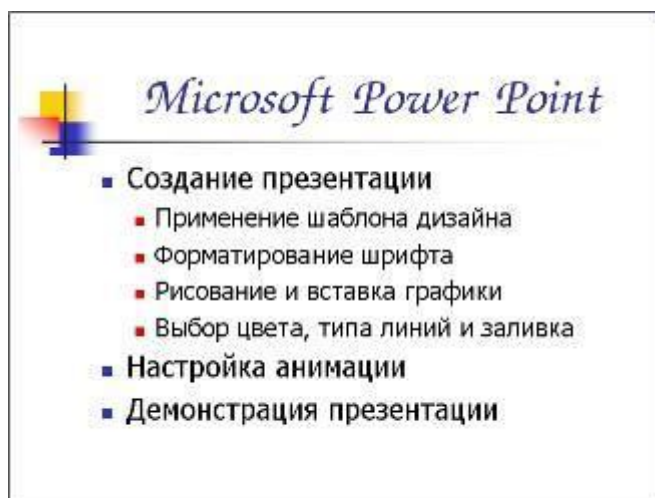 Microsoft Power Point
Создание презентации
Применение шаблона дизайна
Форматирование шрифта
Рисование и вставка графики
Выбор цвета, типа линий и заливка
Настройка анимации
Демонстрация презентации